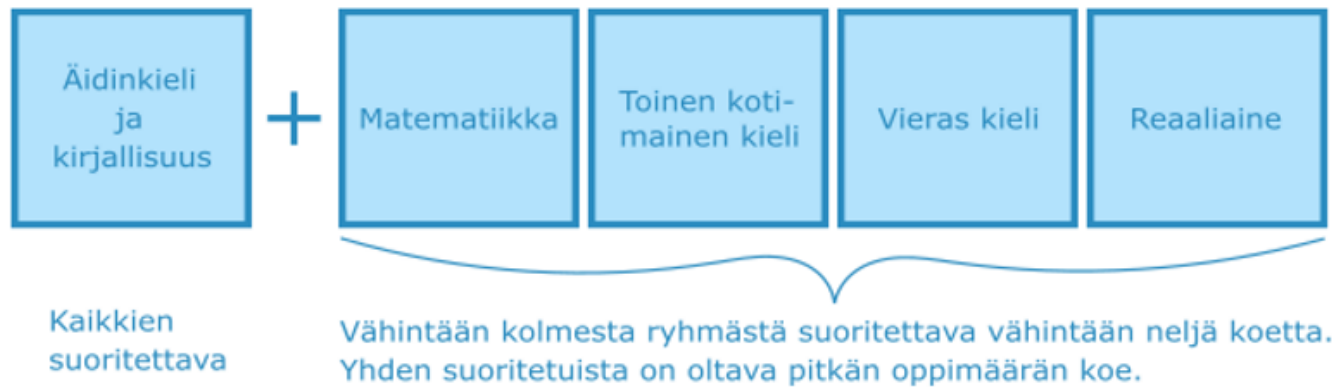 Äidinkieli
ja
kirjallisuus
+
Matematiikka
Toinen koti-
mainen kieli
Vieras kieli
Reaaliaine
Kaikkien
suoritettava
Vähintään kolmesta ryhmästä suoritettava vähintään neljä koetta.
Yhden suoritetuista on oltava pitkän oppimäärän koe.